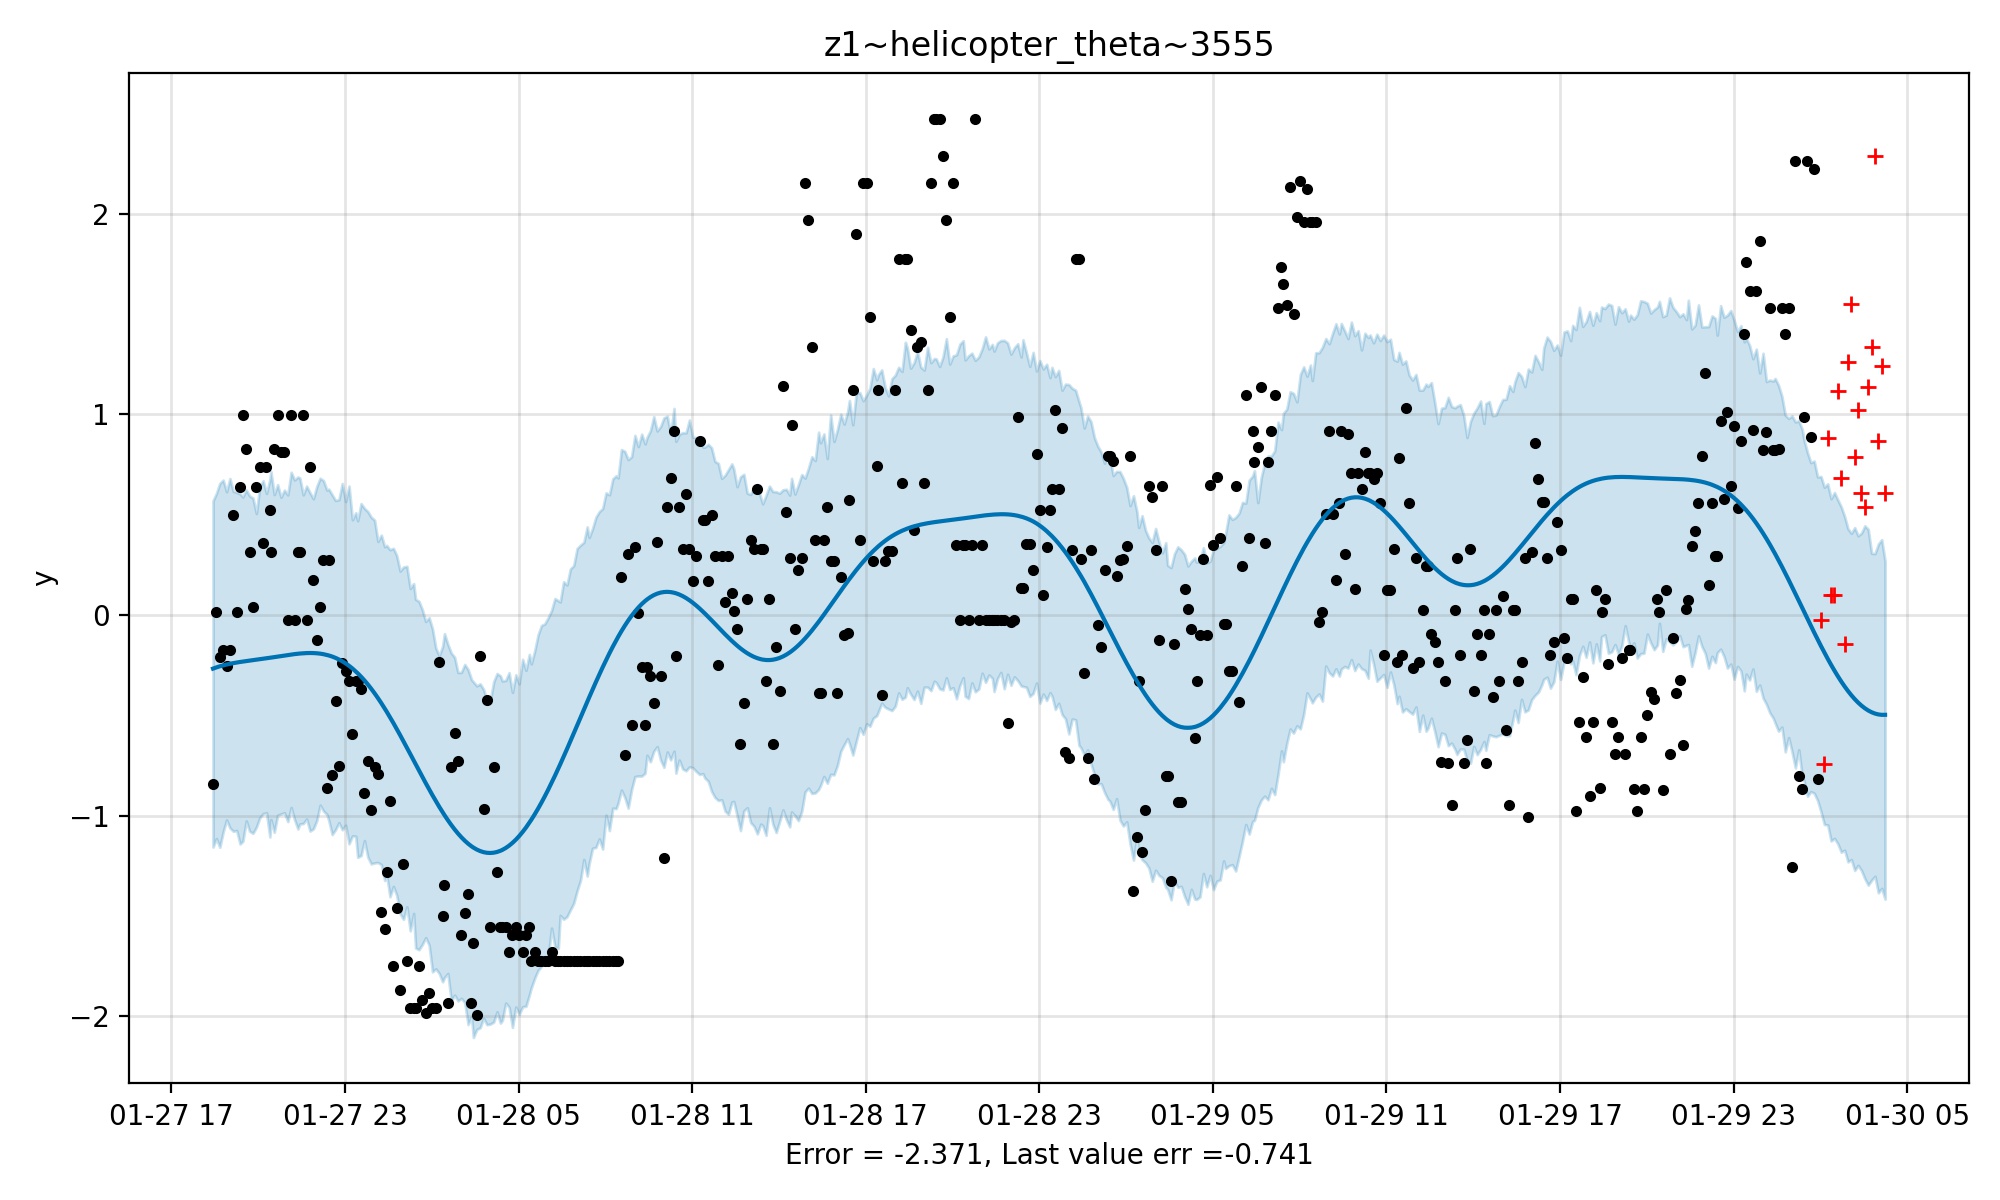 z1~helicopter_theta~3555
y
2
1
0
−1
−2
01-27 17 01-27 23 01-28 05 01-28 11 01-28 17 01-28 23 01-29 05 01-29 11 01-29 17 01-29 23 01-30 05
Error = -2.371, Last value err =-0.741